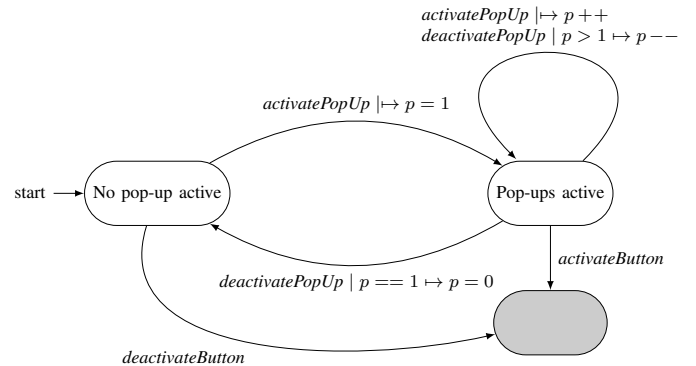 activatePopUp |↦ p ++
deactivatePopUp | p > 1 ↦ p −−
activatePopUp |↦ p = 1
start
No pop-up active
Pop-ups active
activateButton
deactivatePopUp | p == 1 ↦ p = 0
deactivateButton